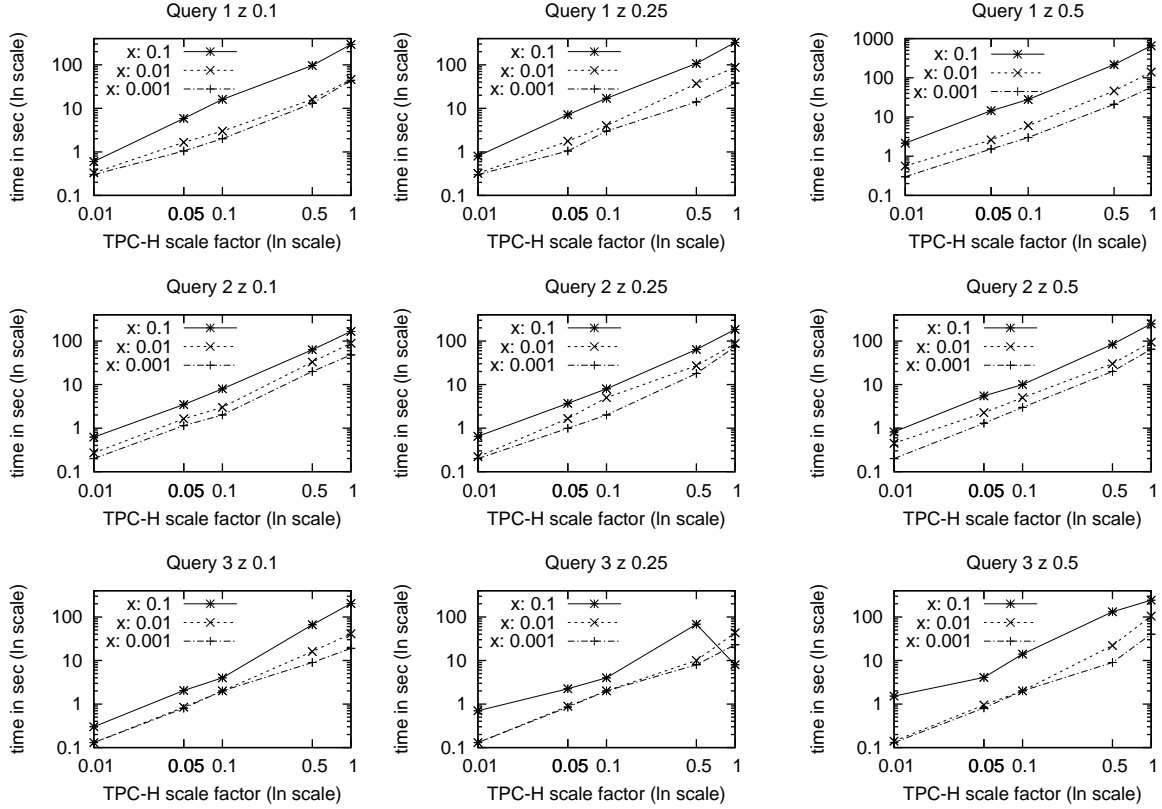 Query 1 z 0.1
time in sec (ln scale)
100
10
1
0.1
x: 0.1
x: 0.01
x: 0.001
0.01 0.05 0.1 0.5 1
TPC-H scale factor (ln scale)
Query 1 z 0.25
time in sec (ln scale)
100
10
1
0.1
x: 0.1
x: 0.01
x: 0.001
0.01 0.05 0.1 0.5 1
TPC-H scale factor (ln scale)
Query 1 z 0.5
time in sec (ln scale)
1000
100
10
1
0.1
x: 0.1
x: 0.01
x: 0.001
0.01 0.05 0.1 0.5 1
TPC-H scale factor (ln scale)
Query 2 z 0.1
time in sec (ln scale)
100
10
1
0.1
x: 0.1
x: 0.01
x: 0.001
0.01 0.05 0.1 0.5 1
TPC-H scale factor (ln scale)
Query 2 z 0.25
time in sec (ln scale)
100
10
1
0.1
x: 0.1
x: 0.01
x: 0.001
0.01 0.05 0.1 0.5 1
TPC-H scale factor (ln scale)
Query 2 z 0.5
time in sec (ln scale)
100
10
1
0.1
x: 0.1
x: 0.01
x: 0.001
0.01 0.05 0.1 0.5 1
TPC-H scale factor (ln scale)
Query 3 z 0.1
time in sec (ln scale)
100
10
1
0.1
x: 0.1
x: 0.01
x: 0.001
0.01 0.05 0.1 0.5 1
TPC-H scale factor (ln scale)
Query 3 z 0.25
time in sec (ln scale)
100
10
1
0.1
x: 0.1
x: 0.01
x: 0.001
0.01 0.05 0.1 0.5 1
TPC-H scale factor (ln scale)
Query 3 z 0.5
time in sec (ln scale)
100
10
1
0.1
x: 0.1
x: 0.01
x: 0.001
0.01 0.05 0.1 0.5 1
TPC-H scale factor (ln scale)